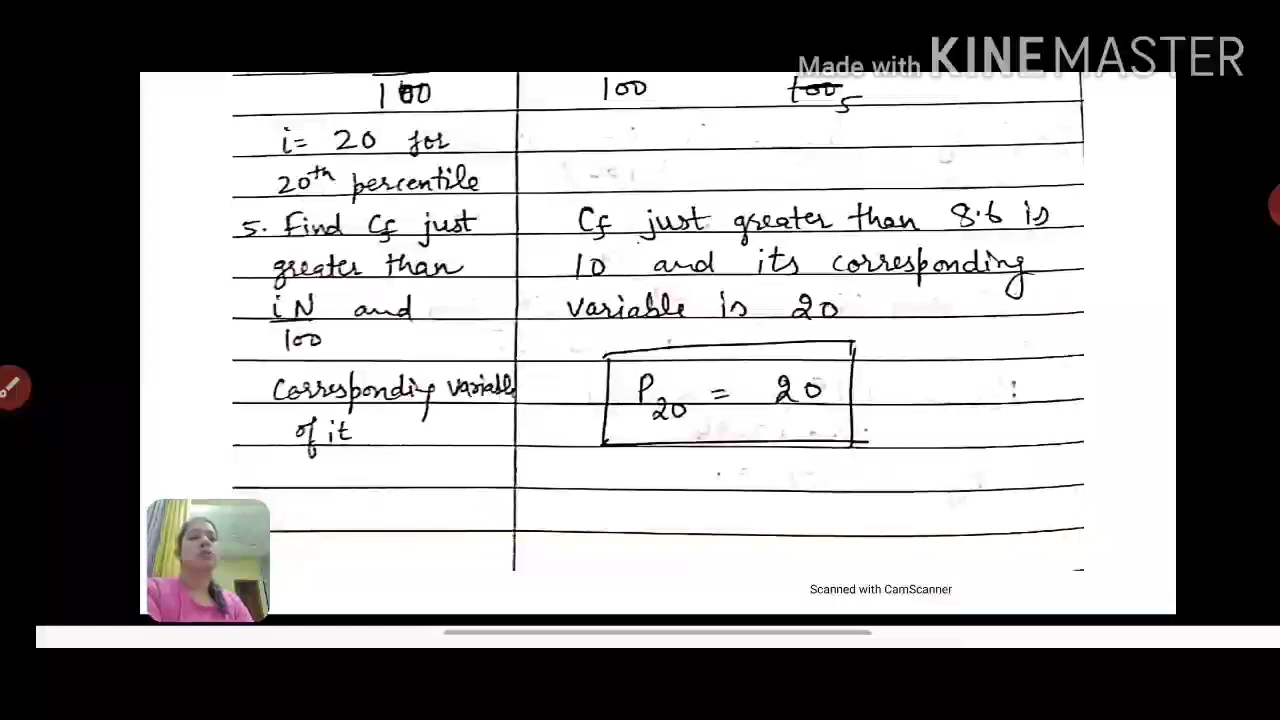 Made with KINEMASTER
100 100 100 5
i = 20 for
20th percentile
5. Find Cf just Cf just greater than 8.6 is
greater than 10 and its corresponding
iN and variable is 20
100
Corresponding variable P20 = 20
of it
Scanned with CamScanner